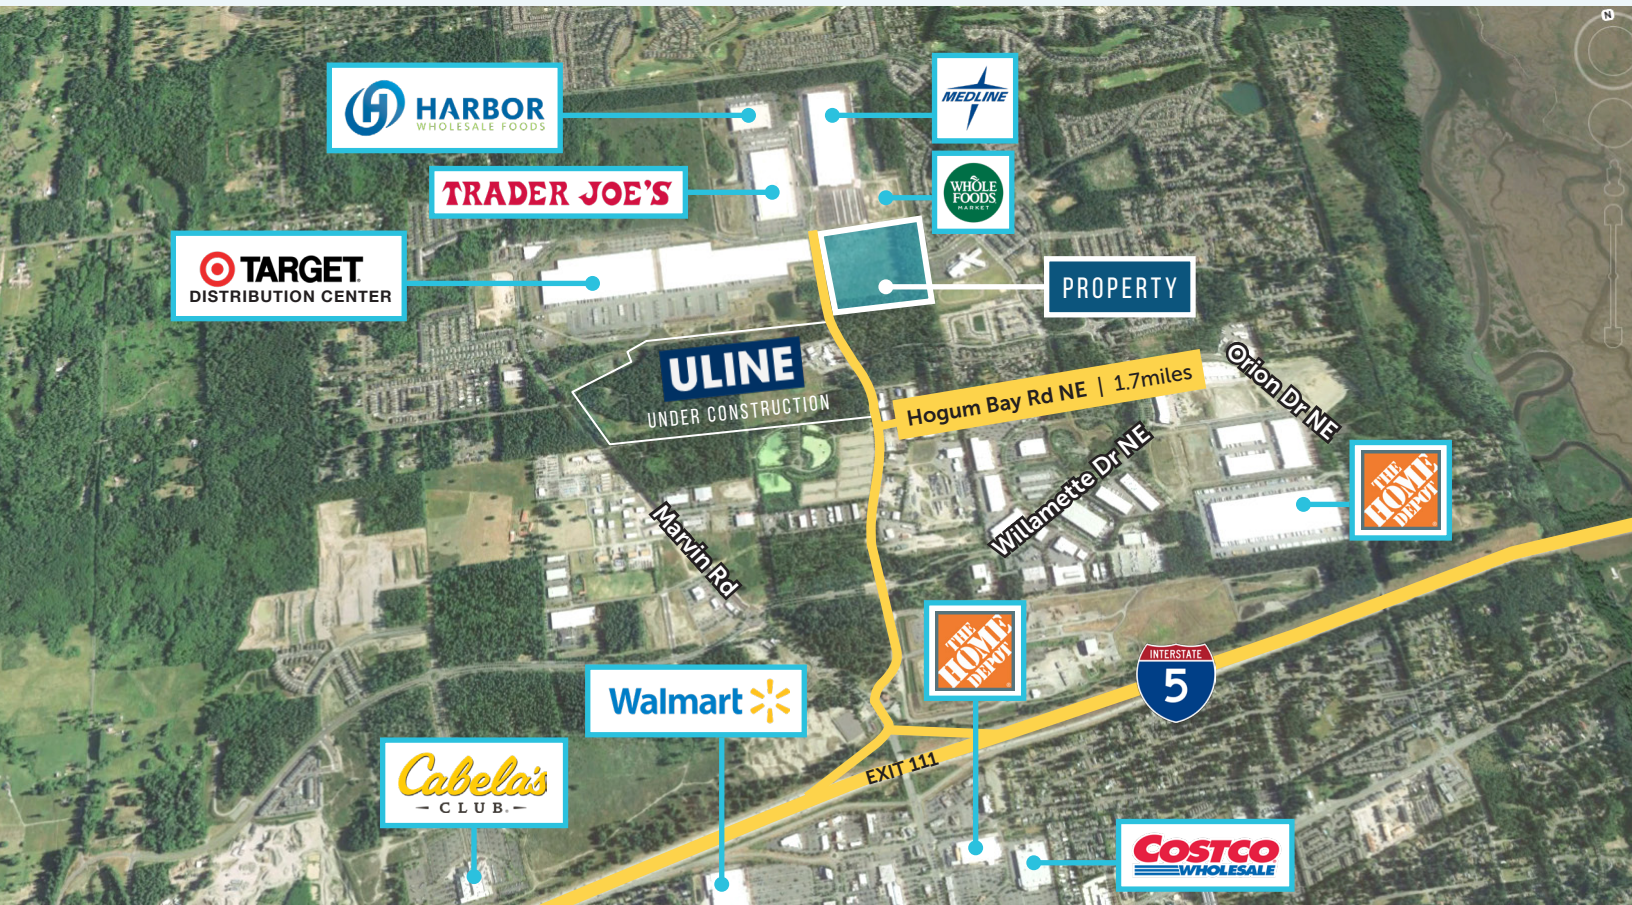 N
HARBOR
WHOLESALE FOODS
MEDLINE
TRADER JOE'S
WHOLE
FOODS
MARKET
TARGET
DISTRIBUTION CENTER
PROPERTY
ULINE
UNDER CONSTRUCTION
Hogum Bay Rd NE | 1.7miles
Orion Dr NE
Willamette Dr NE
THE
HOME
DEPOT
Marvin Rd
THE
HOME
DEPOT
INTERSTATE
5
Walmart
Cabela's
CLUB
EXIT 111
COSTCO
WHOLESALE